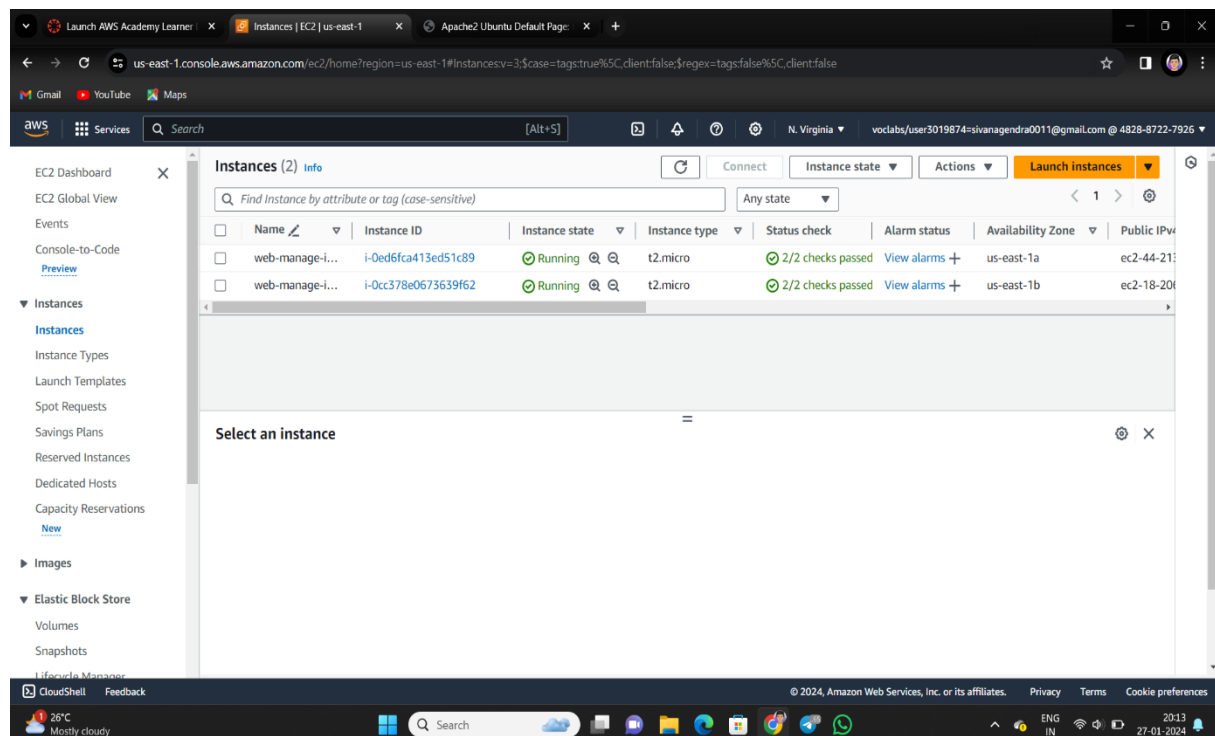 Launch AWS Academy Learner
Instances | EC2 | us-east-1
Apache2 Ubuntu Default Page:
us-east-1.console.aws.amazon.com/ec2/home?region=us-east-1#Instances:v=3;$case=tags:true%5C,client:false;$regex=tags:false%5C,client:false
Gmail YouTube Maps
aws Services Search [Alt+S] N. Virginia ▼ voclabs/user3019874=sivanagendra0011@gmail.com @ 4828-8722-7926 ▼
EC2 Dashboard
EC2 Global View
Events
Console-to-Code
Preview
Instances
Instances
Instance Types
Launch Templates
Spot Requests
Savings Plans
Reserved Instances
Dedicated Hosts
Capacity Reservations
New
Images
Elastic Block Store
Volumes
Snapshots
Lifecycle Manager
Instances (2) Info Connect Instance state ▼ Actions ▼ Launch instances ▼
Find Instance by attribute or tag (case-sensitive) Any state ▼ 1
Name Instance ID Instance state Instance type Status check Alarm status Availability Zone Public IPv4
web-manage-i... i-0ed6fca413ed51c89 Running t2.micro 2/2 checks passed View alarms + us-east-1a ec2-44-213
web-manage-i... i-0cc378e0673639f62 Running t2.micro 2/2 checks passed View alarms + us-east-1b ec2-18-206
Select an instance
CloudShell Feedback © 2024, Amazon Web Services, Inc. or its affiliates. Privacy Terms Cookie preferences
1 26°C
Mostly cloudy
Search
ENG
IN
20:13
27-01-2024